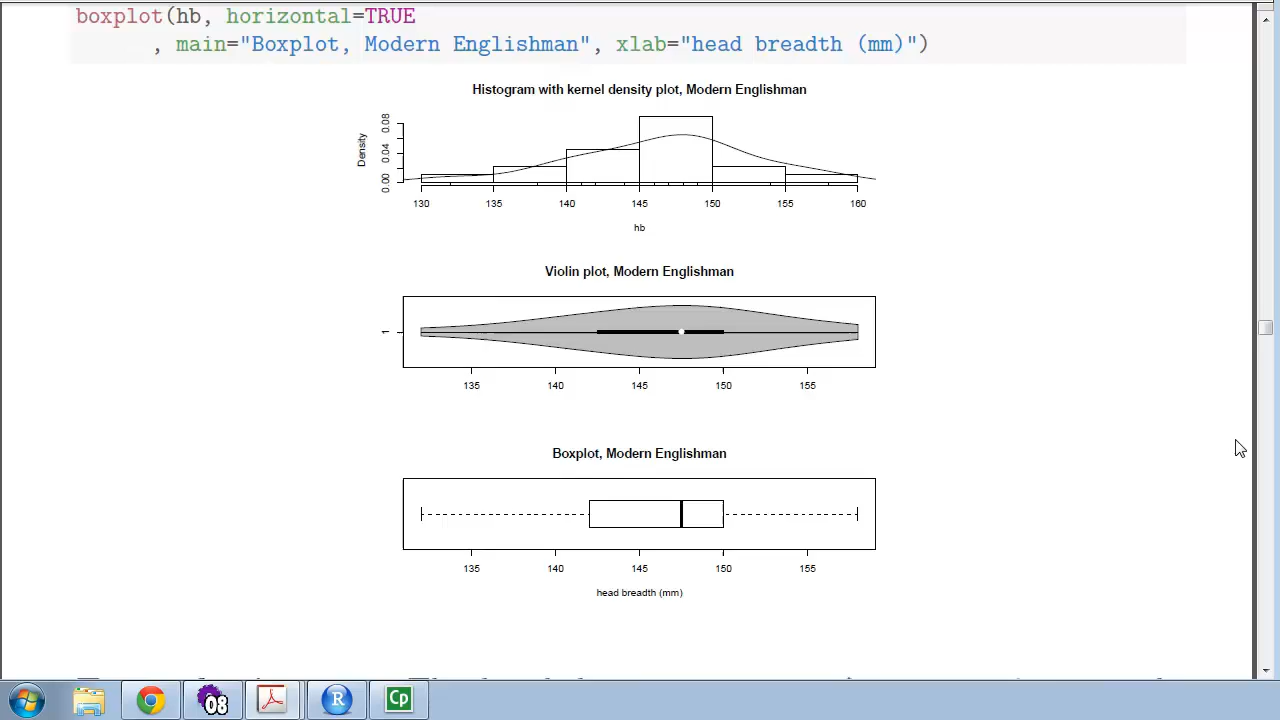 boxplot(hb, horizontal=TRUE
, main="Boxplot, Modern Englishman", xlab="head breadth (mm)")
Histogram with kernel density plot, Modern Englishman
Density
0.00 0.04 0.08
130 135 140 145 150 155 160
hb
Violin plot, Modern Englishman
1
135 140 145 150 155
Boxplot, Modern Englishman
135 140 145 150 155
head breadth (mm)
08
R
Cp